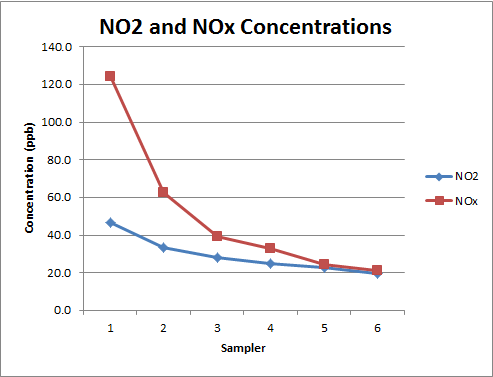 NO2 and NOx Concentrations
140.0
120.0
100.0
80.0
60.0
40.0
20.0
0.0
Concentration (ppb)
1 2 3 4 5 6
Sampler
NO2
NOx